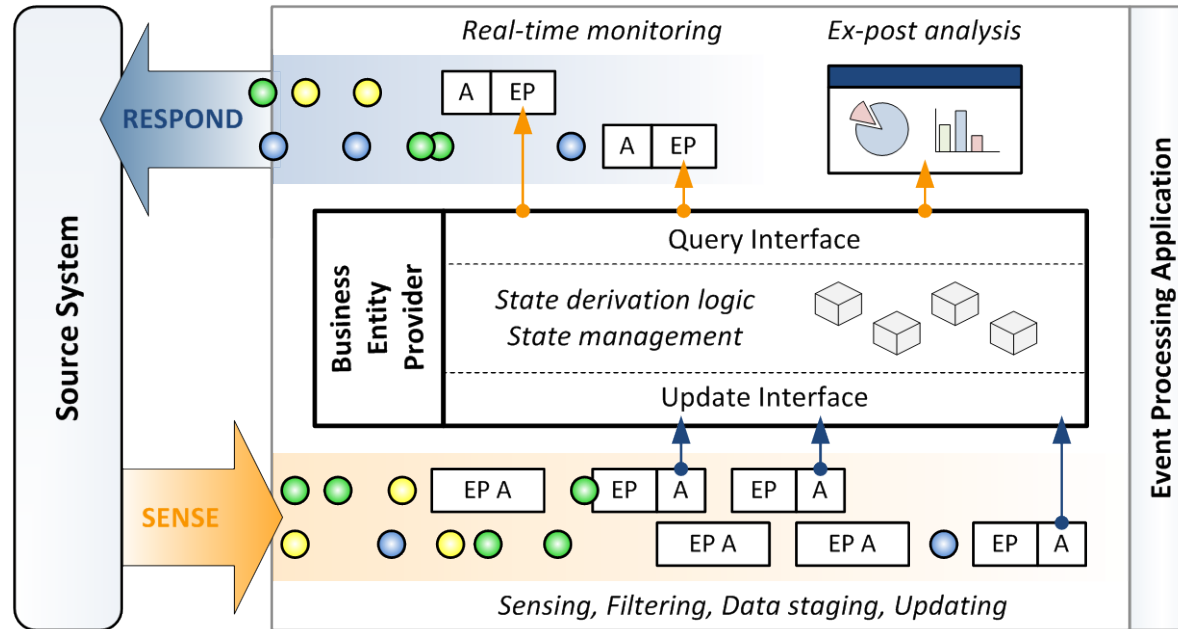 Real-time monitoring
Ex-post analysis
A EP
RESPOND
A EP
Source System
Business
Entity
Provider
Query Interface
State derivation logic
State management
Update Interface
Event Processing Application
EP A
EP A
EP A
SENSE
EP A
EP A
EP A
Sensing, Filtering, Data staging, Updating